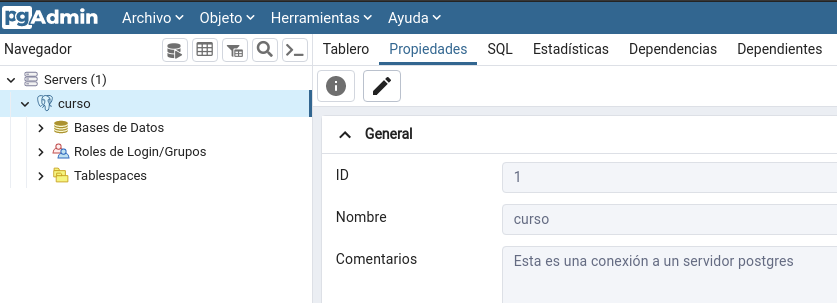 pgAdmin Archivo Objeto Herramientas Ayuda
Navegador
Tablero Propiedades SQL Estadísticas Dependencias Dependientes
Servers (1)
curso
Bases de Datos
Roles de Login/Grupos
Tablespaces
General
ID 1
Nombre curso
Comentarios Esta es una conexión a un servidor postgres